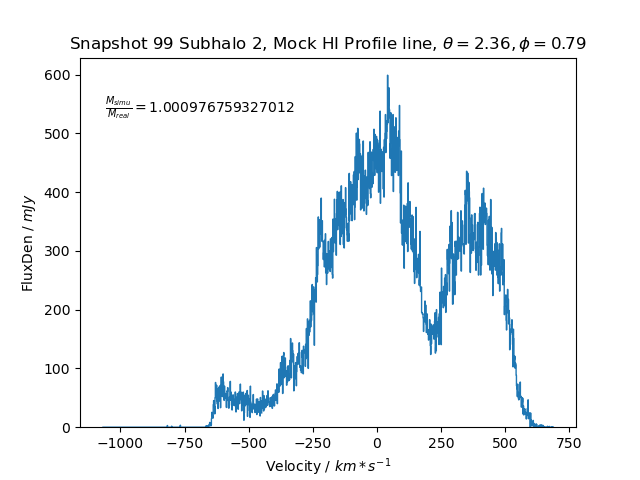 Snapshot 99 Subhalo 2, Mock HI Profile line, θ = 2.36, ϕ = 0.79
M_simu/M_real = 1.000976759327012
FluxDen / mJy
600
500
400
300
200
100
0
−1000 −750 −500 −250 0 250 500 750
Velocity / km * s⁻¹